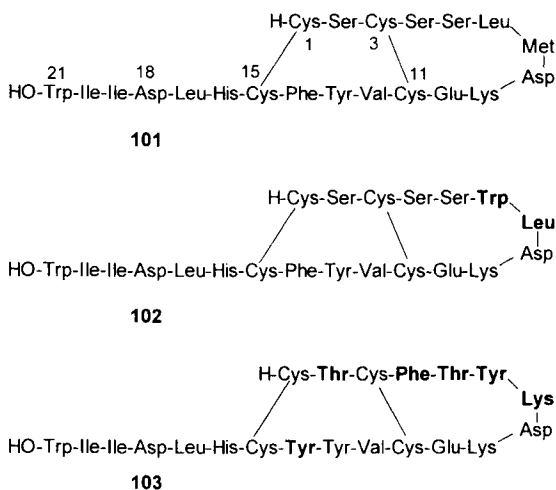 H-Cys-Ser-Cys-Ser-Ser-Leu
1 3 Met
21 18 15 11 Asp
HO-Trp-Ile-Ile-Asp-Leu-His-Cys-Phe-Tyr-Val-Cys-Glu-Lys
101
H-Cys-Ser-Cys-Ser-Ser-Trp
Leu
Asp
HO-Trp-Ile-Ile-Asp-Leu-His-Cys-Phe-Tyr-Val-Cys-Glu-Lys
102
H-Cys-Thr-Cys-Phe-Thr-Tyr
Lys
Asp
HO-Trp-Ile-Ile-Asp-Leu-His-Cys-Tyr-Tyr-Val-Cys-Glu-Lys
103